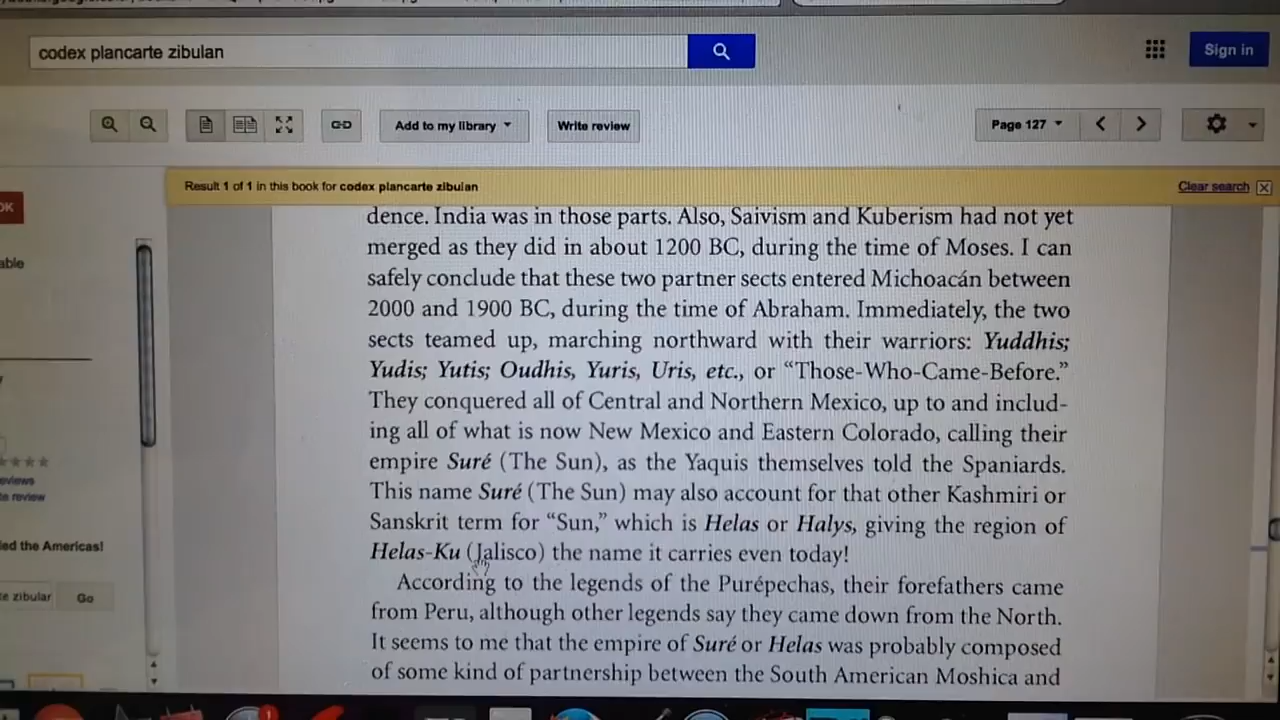 codex plancarte zibulan
Sign in
Add to my library
Write review
Page 127
Result 1 of 1 in this book for codex plancarte zibulan
Clear search
OK
able
dence. India was in those parts. Also, Saivism and Kuberism had not yet
merged as they did in about 1200 BC, during the time of Moses. I can
safely conclude that these two partner sects entered Michoacán between
2000 and 1900 BC, during the time of Abraham. Immediately, the two
sects teamed up, marching northward with their warriors: Yuddhis;
Yudis; Yutis; Oudhis, Yuris, Uris, etc., or “Those-Who-Came-Before.”
They conquered all of Central and Northern Mexico, up to and includ-
ing all of what is now New Mexico and Eastern Colorado, calling their
empire Suré (The Sun), as the Yaquis themselves told the Spaniards.
This name Suré (The Sun) may also account for that other Kashmiri or
Sanskrit term for “Sun,” which is Helas or Halys, giving the region of
Helas-Ku (Jalisco) the name it carries even today!
According to the legends of the Purépechas, their forefathers came
from Peru, although other legends say they came down from the North.
It seems to me that the empire of Suré or Helas was probably composed
of some kind of partnership between the South American Moshica and
eviews
te review
ed the Americas!
te zibular
Go